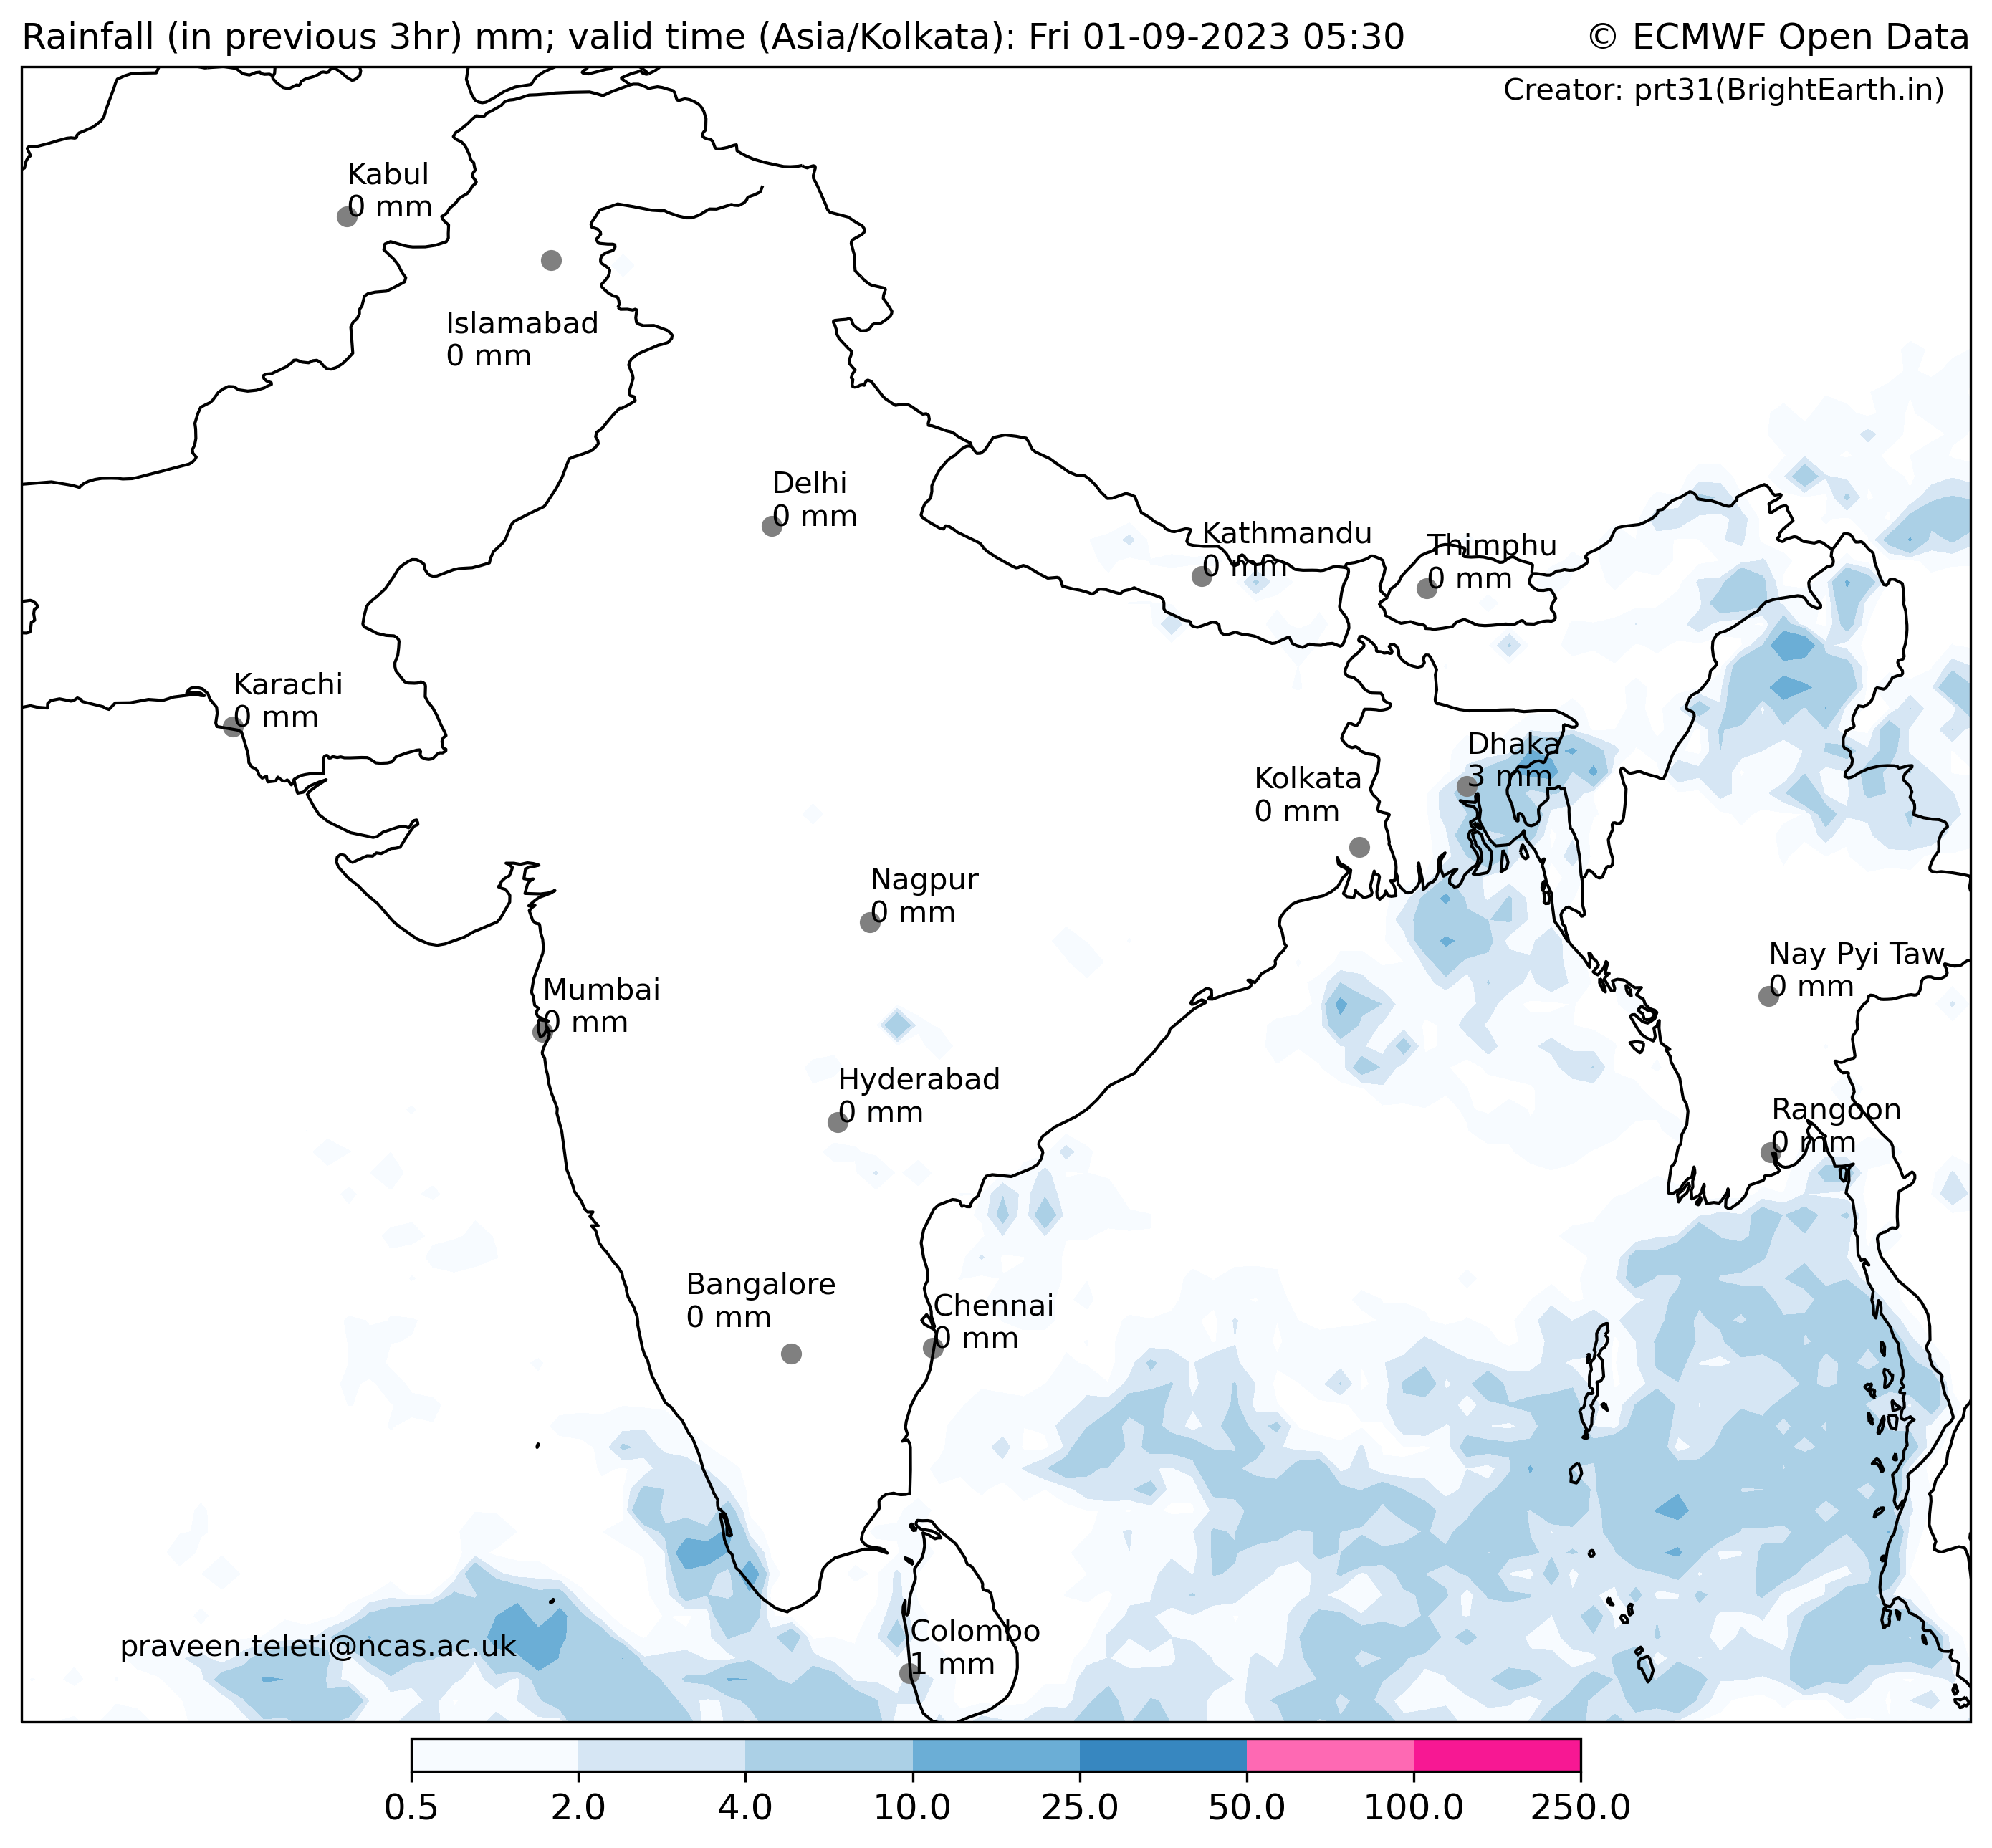 Rainfall (in previous 3hr) mm; valid time (Asia/Kolkata): Fri 01-09-2023 05:30
© ECMWF Open Data
Creator: prt31(BrightEarth.in)
Kabul
0 mm
Islamabad
0 mm
Delhi
0 mm
Kathmandu
0 mm
Thimphu
0 mm
Karachi
0 mm
Dhaka
3 mm
Kolkata
0 mm
Nagpur
0 mm
Nay Pyi Taw
0 mm
Mumbai
0 mm
Hyderabad
0 mm
Rangoon
0 mm
Bangalore
0 mm
Chennai
0 mm
Colombo
1 mm
praveen.teleti@ncas.ac.uk
0.5 2.0 4.0 10.0 25.0 50.0 100.0 250.0